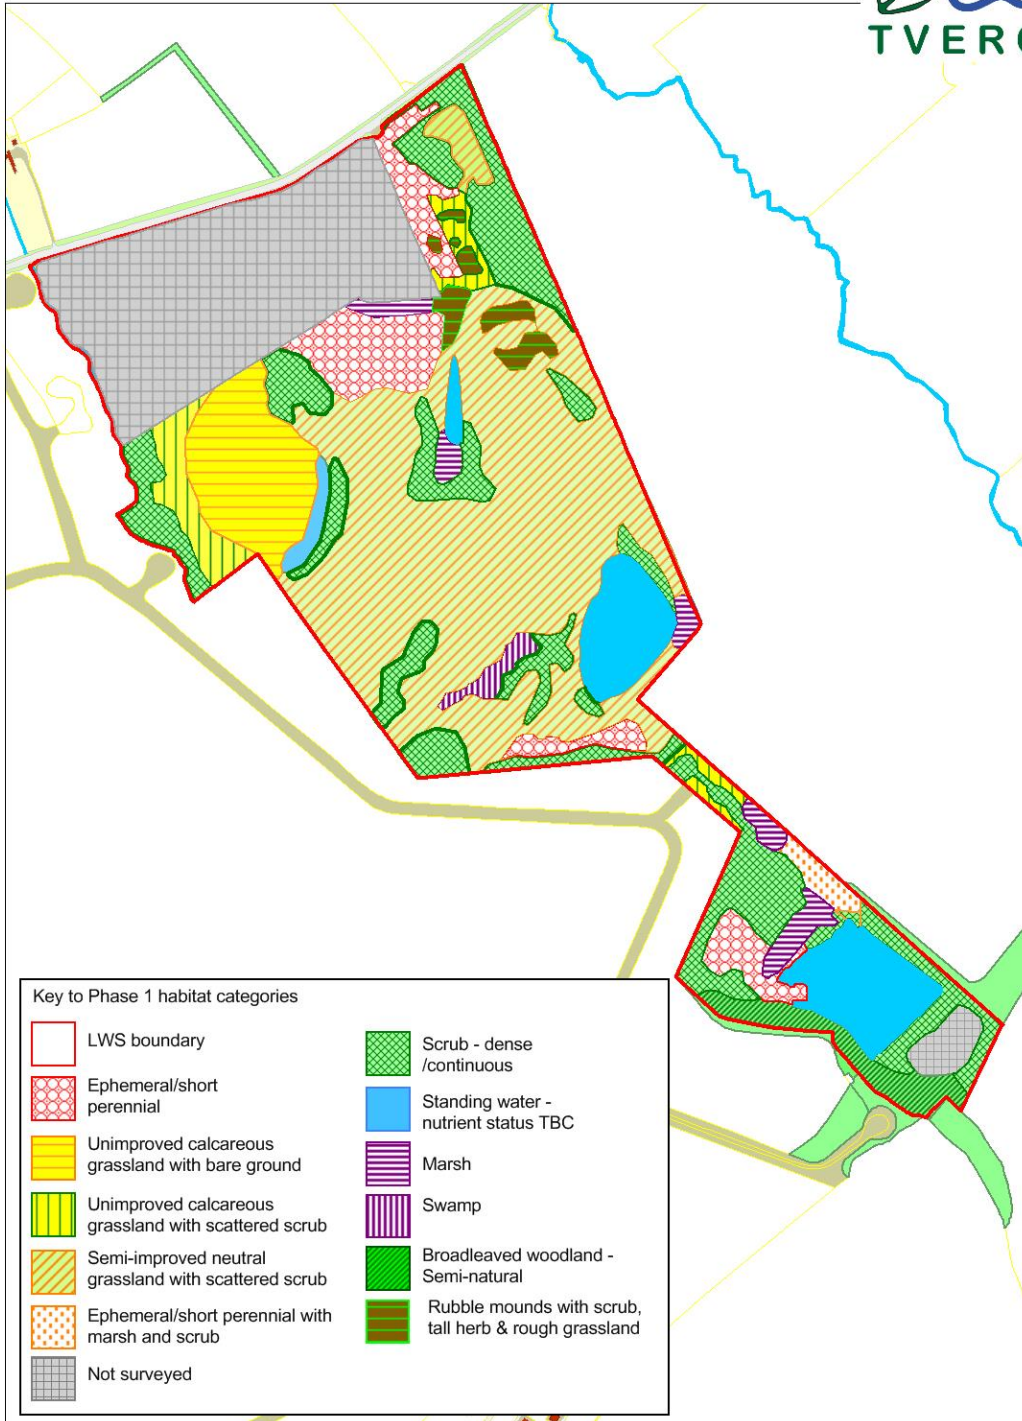 TVERC
Key to Phase 1 habitat categories
LWS boundary
Ephemeral/short
perennial
Unimproved calcareous
grassland with bare ground
Unimproved calcareous
grassland with scattered scrub
Semi-improved neutral
grassland with scattered scrub
Ephemeral/short perennial with
marsh and scrub
Not surveyed
Scrub - dense
/continuous
Standing water -
nutrient status TBC
Marsh
Swamp
Broadleaved woodland -
Semi-natural
Rubble mounds with scrub,
tall herb & rough grassland